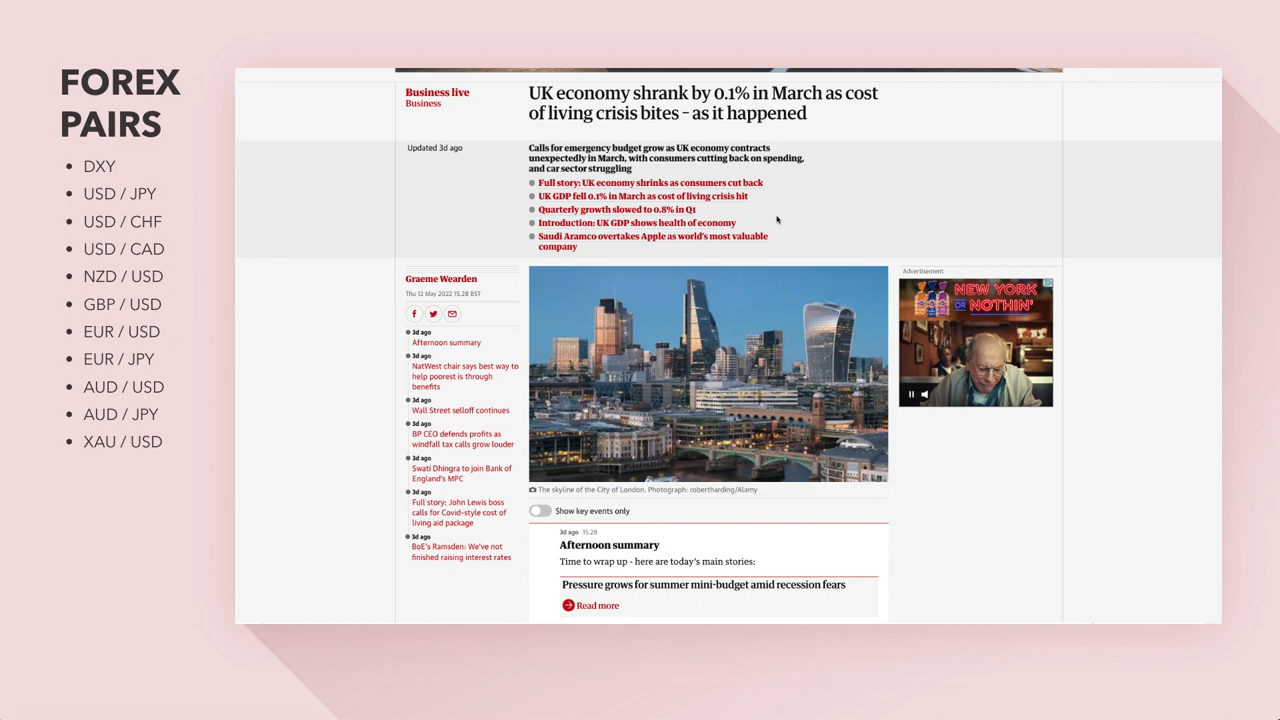 FOREX
PAIRS
DXY
USD / JPY
USD / CHF
USD / CAD
NZD / USD
GBP / USD
EUR / USD
EUR / JPY
AUD / USD
AUD / JPY
XAU / USD
Business live
Business
UK economy shrank by 0.1% in March as cost
of living crisis bites – as it happened
Updated 3d ago
Calls for emergency budget grow as UK economy contracts
unexpectedly in March, with consumers cutting back on spending,
and car sector struggling
Full story: UK economy shrinks as consumers cut back
UK GDP fell 0.1% in March as cost of living crisis hit
Quarterly growth slowed to 0.8% in Q1
Introduction: UK GDP shows health of economy
Saudi Aramco overtakes Apple as world's most valuable
company
Graeme Wearden
Thu 12 May 2022 15.28 BST
3d ago
Afternoon summary
3d ago
NatWest chair says best way to
help poorest is through
benefits
3d ago
Wall Street selloff continues
3d ago
BP CEO defends profits as
windfall tax calls grow louder
3d ago
Swati Dhingra to join Bank of
England's MPC
3d ago
Full story: John Lewis boss
calls for Covid-style cost of
living aid package
3d ago
BoE's Ramsden: We've not
finished raising interest rates
The skyline of the City of London. Photograph: robertharding/Alamy
Show key events only
3d ago 15.28
Afternoon summary
Time to wrap up - here are today's main stories:
Pressure grows for summer mini-budget amid recession fears
Read more
Advertisement
NEW YORK
OR NOTHIN'